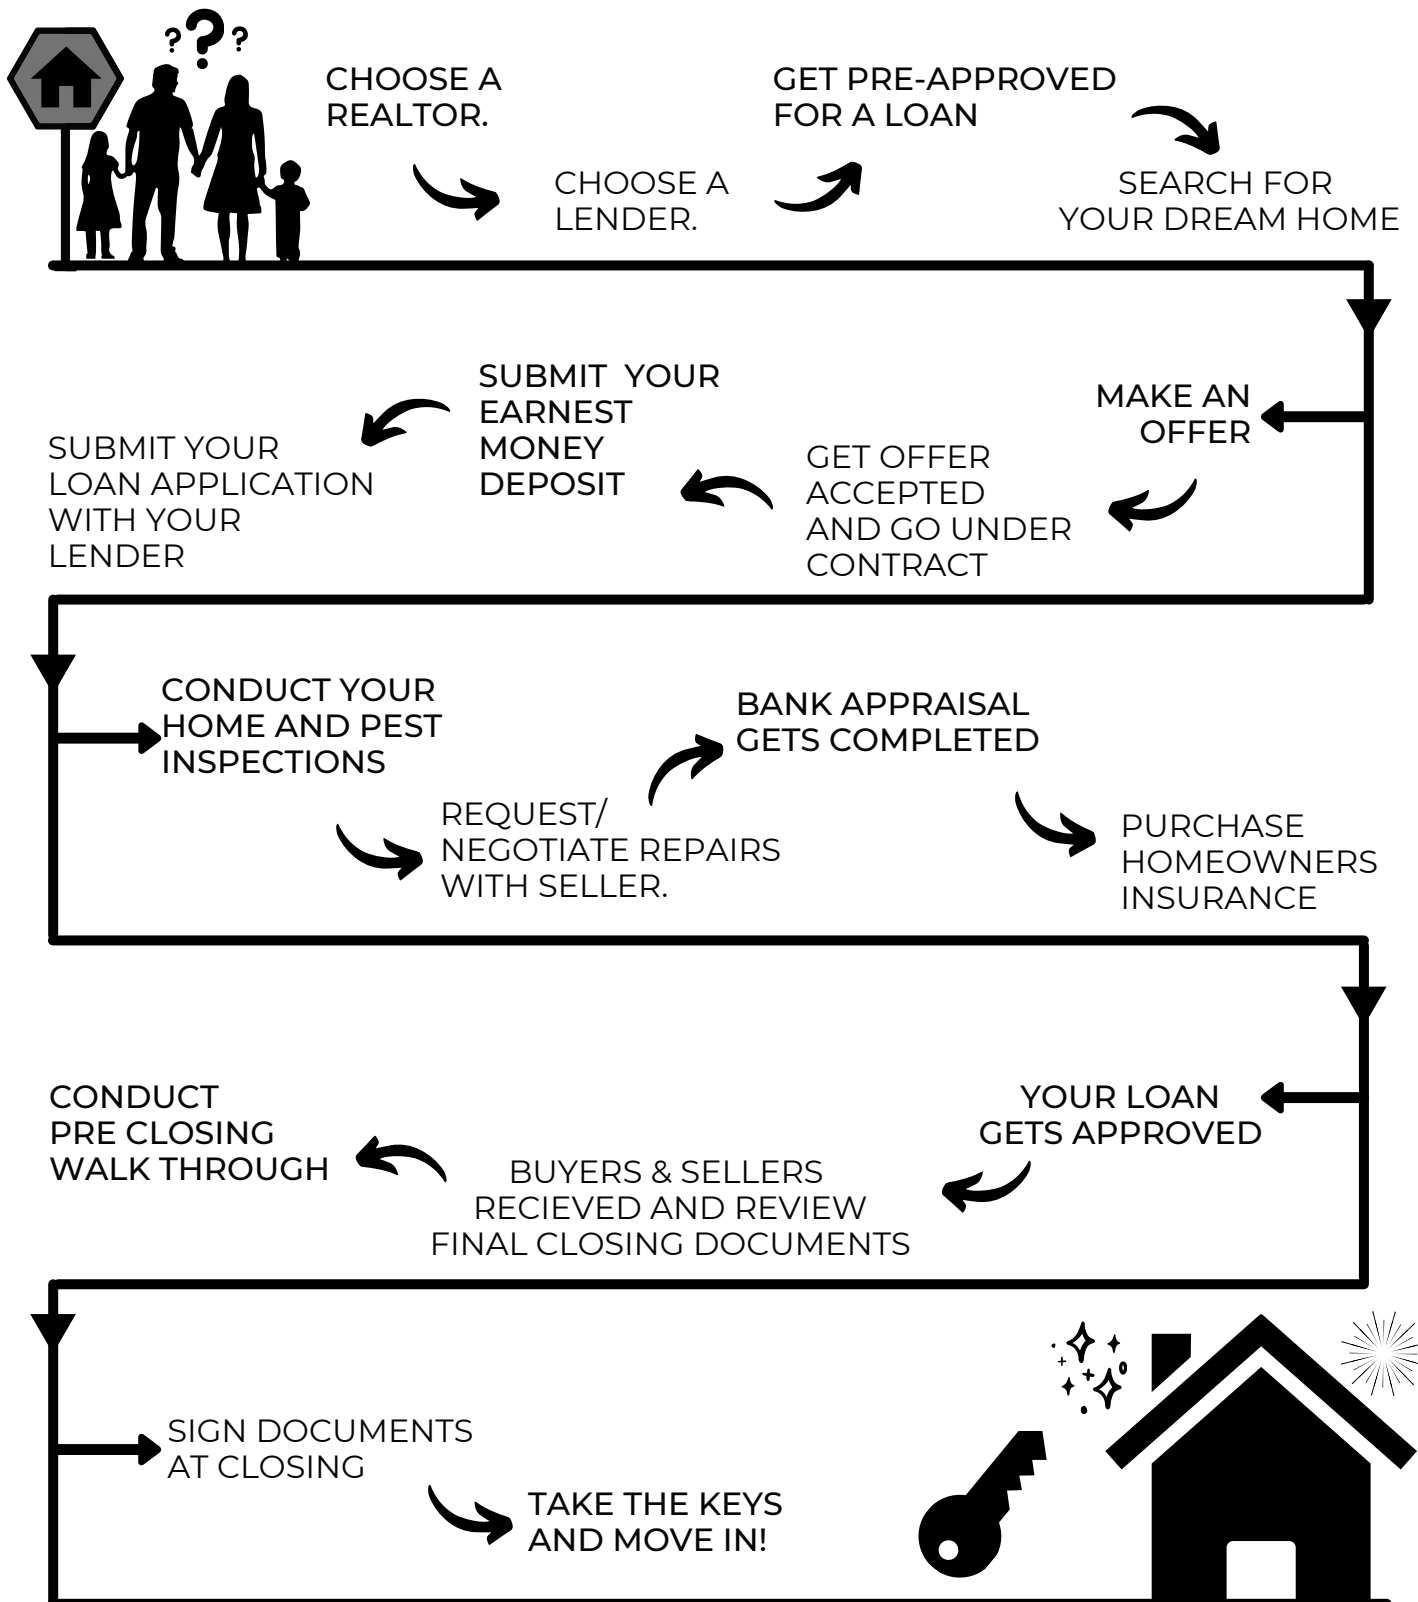 ? ? ?
CHOOSE A
REALTOR.
CHOOSE A
LENDER.
GET PRE-APPROVED
FOR A LOAN
SEARCH FOR
YOUR DREAM HOME
MAKE AN
OFFER
GET OFFER
ACCEPTED
AND GO UNDER
CONTRACT
SUBMIT YOUR
EARNEST
MONEY
DEPOSIT
SUBMIT YOUR
LOAN APPLICATION
WITH YOUR
LENDER
CONDUCT YOUR
HOME AND PEST
INSPECTIONS
REQUEST/
NEGOTIATE REPAIRS
WITH SELLER.
BANK APPRAISAL
GETS COMPLETED
PURCHASE
HOMEOWNERS
INSURANCE
YOUR LOAN
GETS APPROVED
BUYERS & SELLERS
RECIEVED AND REVIEW
FINAL CLOSING DOCUMENTS
CONDUCT
PRE CLOSING
WALK THROUGH
SIGN DOCUMENTS
AT CLOSING
TAKE THE KEYS
AND MOVE IN!